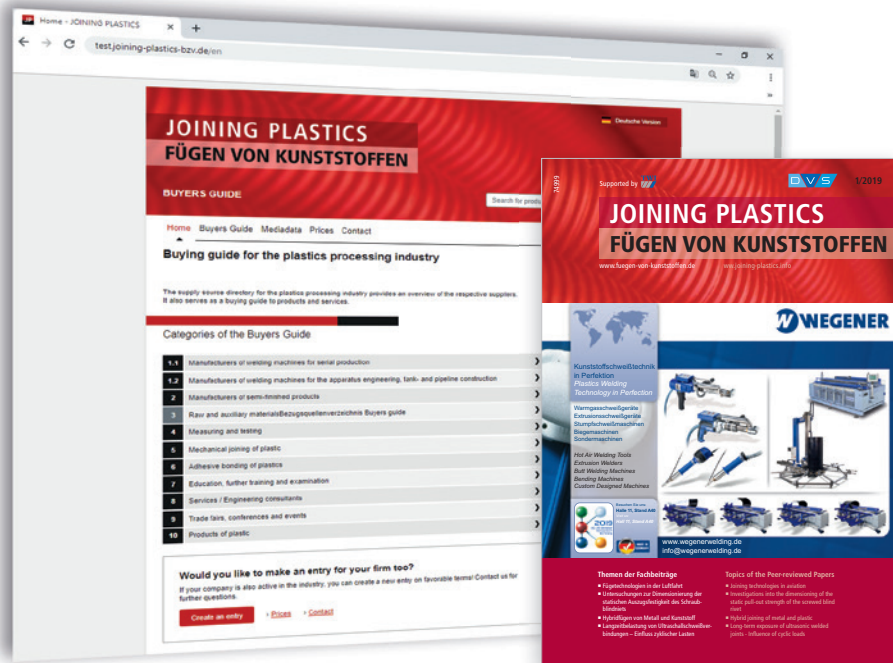 Home - JOINING PLASTICS
test.joining-plastics-bzv.de/en
JOINING PLASTICS
FÜGEN VON KUNSTSTOFFEN
Deutsche Version
BUYERS GUIDE
Search for
Home Buyers Guide Mediadata Prices Contact
Buying guide for the plastics processing industry
The supply source directory for the plastics processing industry provides an overview of the respective suppliers.
It also serves as a buying guide to products and services.
Categories of the Buyers Guide
1.1 Manufacturers of welding machines for serial production
1.2 Manufacturers of welding machines for the apparatus engineering, tank- and pipeline construction
2 Manufacturers of semi-finished products
3 Raw and auxiliary materialsBezugsquellenverzeichnis Buyers guide
4 Measuring and testing
5 Mechanical joining of plastic
6 Adhesive bonding of plastics
7 Education, further training and examination
8 Services / Engineering consultants
9 Trade fairs, conferences and events
10 Products of plastic
Would you like to make an entry for your firm too?
If your company is also active in the industry, you can create a new entry on favorable terms! Contact us for
further questions.
Create an entry › Prices › Contact
Supported by
DVS
1/2019
JOINING PLASTICS
FÜGEN VON KUNSTSTOFFEN
www.fuegen-von-kunststoffen.de
WEGENER
Kunststoffschweißtechnik
in Perfektion
Plastics Welding
Technology in Perfection
Warmgasschweißgeräte
Extrusionsschweißgeräte
Stumpfschweißmaschinen
Biegemaschinen
Sondermaschinen
Hot Air Welding Tools
Extrusion Welders
Butt Welding Machines
Bending Machines
Custom Designed Machines
2019
www.wegenerwelding.de
info@wegenerwelding.de
Themen der Fachbeiträge
Fügetechnologien in der Luftfahrt
Untersuchungen zur Dimensionierung der
statischen Auszugsfestigkeit des Schraub-
blindniets
Hybridfügen von Metall und Kunststoff
Langzeitbelastung von Ultraschallschweißver-
bindungen – Einfluss zyklischer Lasten
Topics of the Peer-reviewed Papers
Joining technologies in aviation
Investigations into the dimensioning of the
static pull-out strength of the screwed blind
rivet
Hybrid joining of metal and plastic
Long-term exposure of ultrasonic welded
joints - Influence of cyclic loads